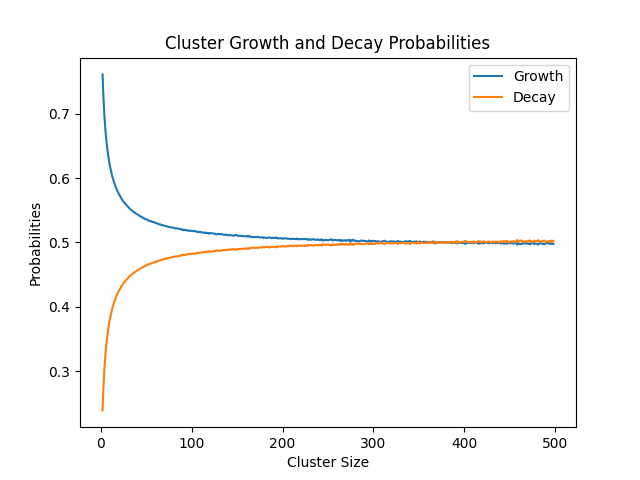 Cluster Growth and Decay Probabilities
Growth
Decay
Probabilities
0.7
0.6
0.5
0.4
0.3
0 100 200 300 400 500
Cluster Size